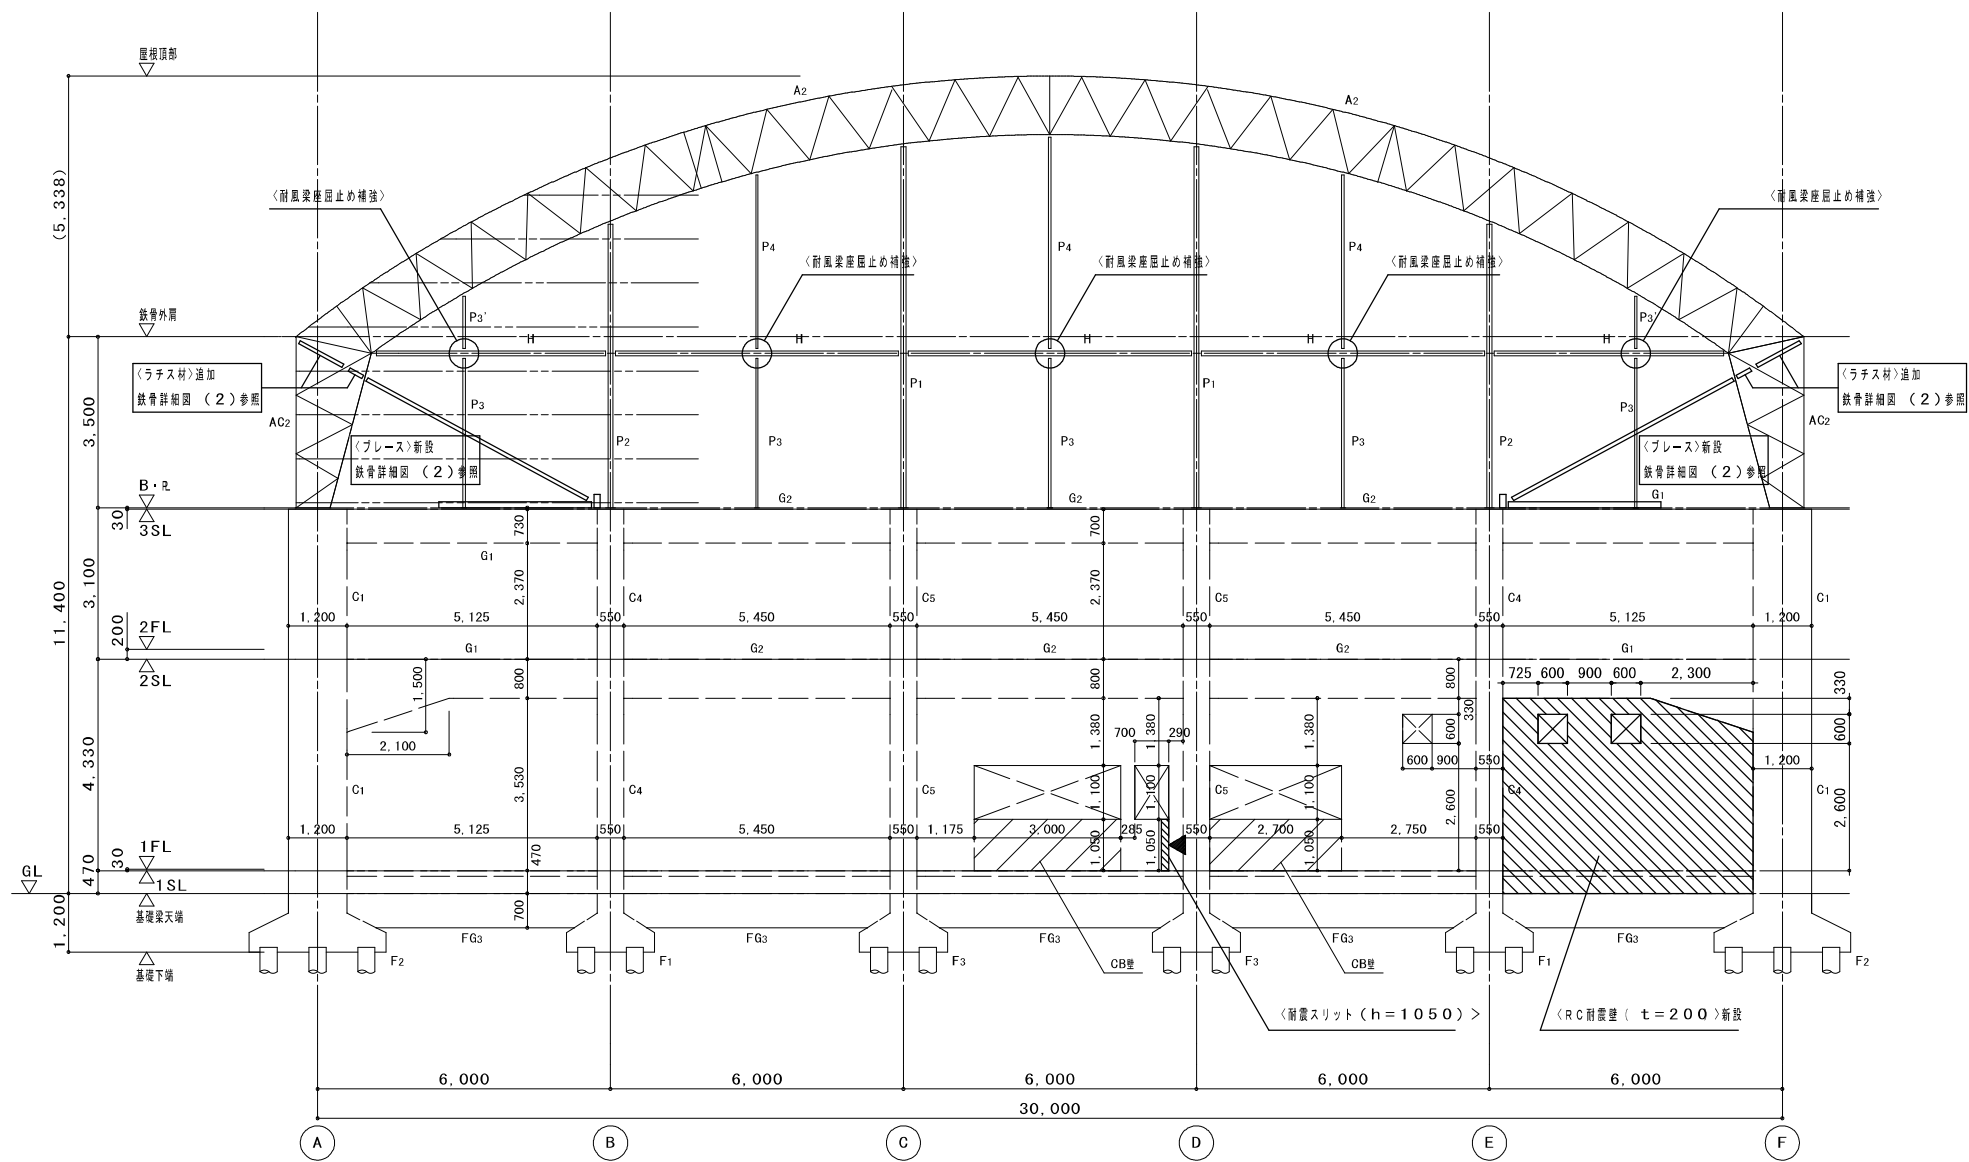 屋根頂部
A2
A2
(5,338)
〈耐風梁座屈止め補強〉
〈耐風梁座屈止め補強〉
P4
P4
P4
〈耐風梁座屈止め補強〉
〈耐風梁座屈止め補強〉
〈耐風梁座屈止め補強〉
鉄骨外肩
P3'
P3'
H
H
H
H
H
〈ラチス材〉追加
鉄骨詳細図 (2)参照
〈ラチス材〉追加
鉄骨詳細図 (2)参照
3,500
P3
P1
P1
P3
AC2
AC2
〈ブレース〉新設
鉄骨詳細図 (2)参照
P2
P3
P3
P3
P2
〈ブレース〉新設
鉄骨詳細図 (2)参照
B・PL
G2
G2
G2
G1
30
3SL
730
700
G1
11,400
3,100
2,370
2,370
C1
C4
C5
C5
C4
C1
1,200
5,125
550
5,450
550
5,450
550
5,450
550
5,125
1,200
200
2FL
G1
G2
G2
G2
G1
2SL
1,500
800
800
800
725
600
900
600
2,300
330
330
2,100
700
290
1,380
1,380
1,380
600
600
600
900
550
1,200
4,330
3,530
C1
C4
C5
C5
C4
C1
1,100
1,100
1,100
2,600
2,600
1,200
5,125
550
5,450
550
1,175
3,000
285
550
2,700
2,750
550
1,050
1,050
1,050
1FL
30
470
470
GL
1SL
基礎梁天端
700
1,200
FG3
FG3
FG3
FG3
FG3
F2
F1
F3
F3
F1
F2
CB壁
CB壁
基礎下端
〈耐震スリット(h=1050)>
〈RC耐震壁( t=200〉新設
6,000
6,000
6,000
6,000
6,000
30,000
A
B
C
D
E
F